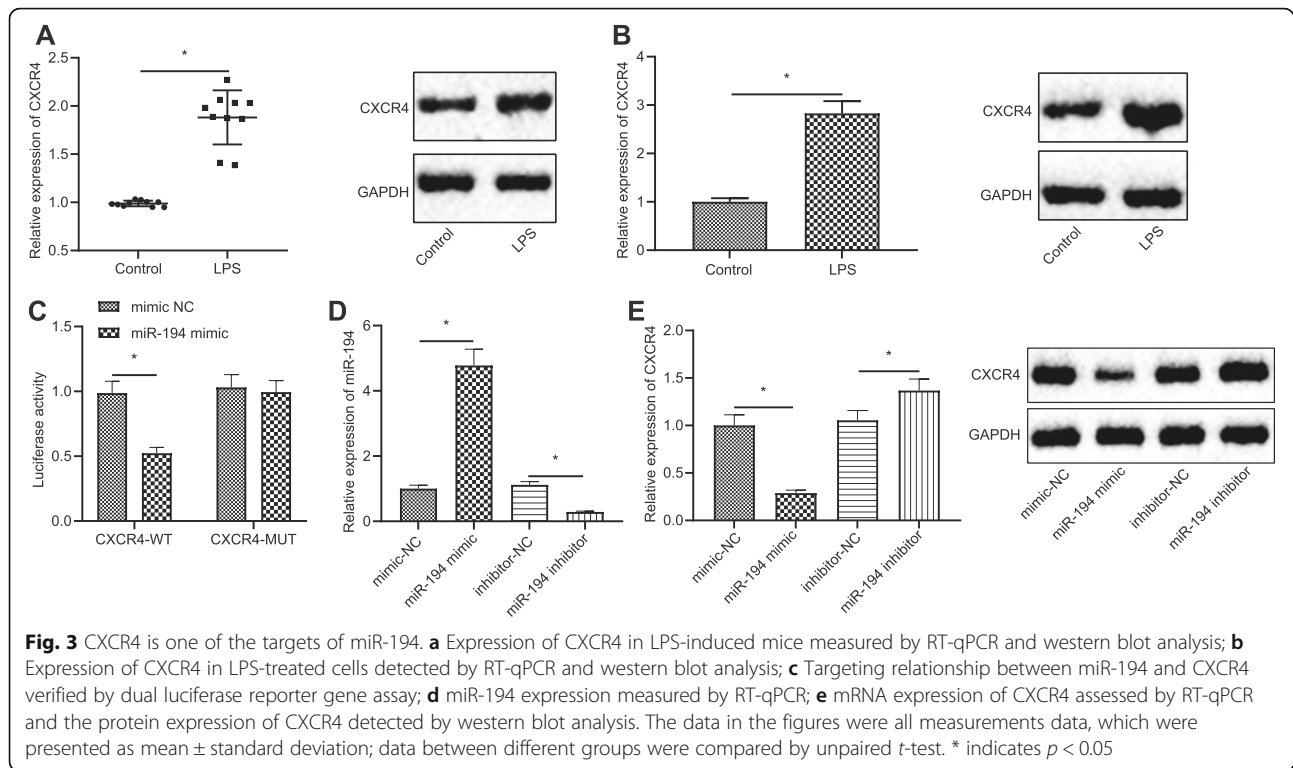 A
Relative expression of CXCR4
2.5
2.0
1.5
1.0
0.5
*
Control
LPS
CXCR4
GAPDH
Control
LPS
B
Relative expression of CXCR4
4
3
2
1
0
*
Control
LPS
CXCR4
GAPDH
Control
LPS
C
mimic NC
miR-194 mimic
Luciferase activity
1.5
1.0
0.5
0.0
*
CXCR4-WT
CXCR4-MUT
D
Relative expression of miR-194
6
4
2
0
*
*
mimic-NC
miR-194 mimic
inhibitor-NC
miR-194 inhibitor
E
Relative expression of CXCR4
2.0
1.5
1.0
0.5
0.0
*
*
mimic-NC
miR-194 mimic
inhibitor-NC
miR-194 inhibitor
CXCR4
GAPDH
mimic-NC
miR-194 mimic
inhibitor-NC
miR-194 inhibitor
Fig. 3 CXCR4 is one of the targets of miR-194. a Expression of CXCR4 in LPS-induced mice measured by RT-qPCR and western blot analysis; b
Expression of CXCR4 in LPS-treated cells detected by RT-qPCR and western blot analysis; c Targeting relationship between miR-194 and CXCR4
verified by dual luciferase reporter gene assay; d miR-194 expression measured by RT-qPCR; e mRNA expression of CXCR4 assessed by RT-qPCR
and the protein expression of CXCR4 detected by western blot analysis. The data in the figures were all measurements data, which were
presented as mean ± standard deviation; data between different groups were compared by unpaired t-test. * indicates p < 0.05